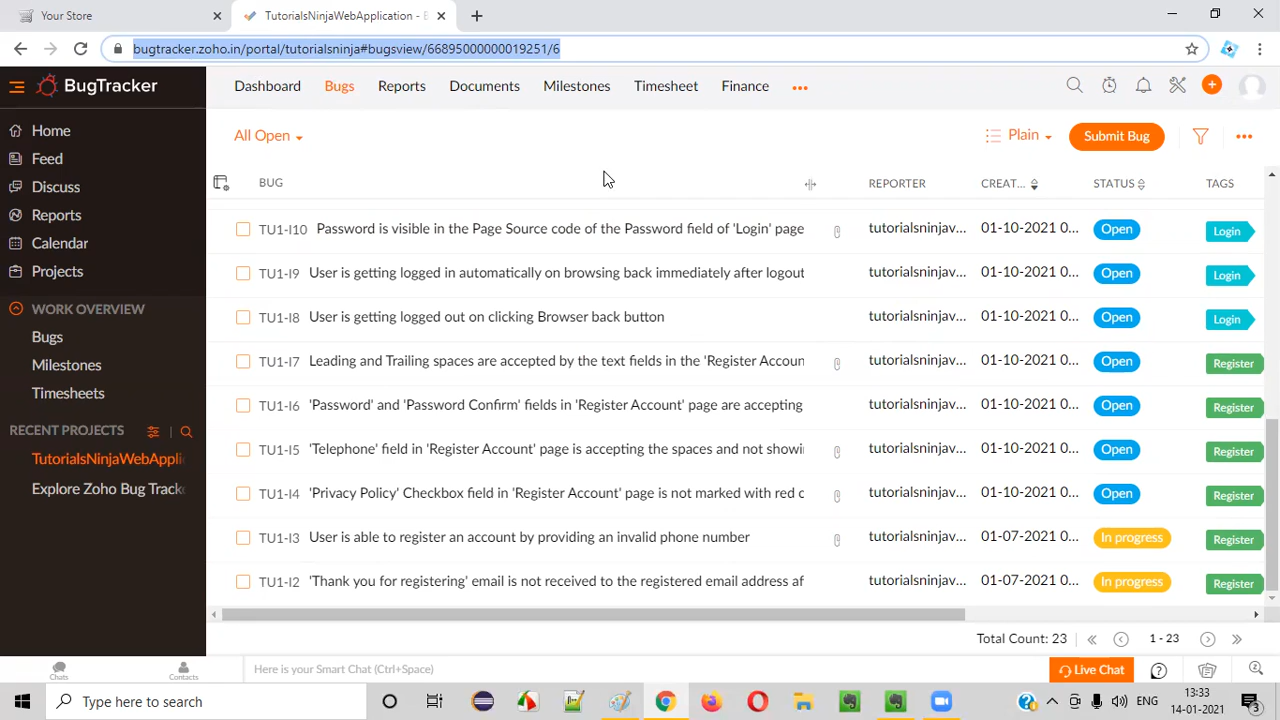 Your Store
TutorialsNinjaWebApplication - B
bugtracker.zoho.in/portal/tutorialsninja#bugsview/66895000000019251/6
BugTracker
Dashboard Bugs Reports Documents Milestones Timesheet Finance
Home
Feed
Discuss
Reports
Calendar
Projects
WORK OVERVIEW
Bugs
Milestones
Timesheets
RECENT PROJECTS
TutorialsNinjaWebApplic
Explore Zoho Bug Track
All Open
Plain Submit Bug
BUG REPORTER CREAT... STATUS TAGS
TU1-I10 Password is visible in the Page Source code of the Password field of 'Login' page tutorialsninjav... 01-10-2021 0... Open Login
TU1-I9 User is getting logged in automatically on browsing back immediately after logout tutorialsninjav... 01-10-2021 0... Open Login
TU1-I8 User is getting logged out on clicking Browser back button tutorialsninjav... 01-10-2021 0... Open Login
TU1-I7 Leading and Trailing spaces are accepted by the text fields in the 'Register Accoun tutorialsninjav... 01-10-2021 0... Open Register
TU1-I6 'Password' and 'Password Confirm' fields in 'Register Account' page are accepting tutorialsninjav... 01-10-2021 0... Open Register
TU1-I5 'Telephone' field in 'Register Account' page is accepting the spaces and not showi tutorialsninjav... 01-10-2021 0... Open Register
TU1-I4 'Privacy Policy' Checkbox field in 'Register Account' page is not marked with red c tutorialsninjav... 01-10-2021 0... Open Register
TU1-I3 User is able to register an account by providing an invalid phone number tutorialsninjav... 01-07-2021 0... In progress Register
TU1-I2 'Thank you for registering' email is not received to the registered email address af tutorialsninjav... 01-07-2021 0... In progress Register
Total Count: 23 1 - 23
Chats
Contacts
Here is your Smart Chat (Ctrl+Space)
Live Chat
Type here to search
ENG
13:33
14-01-2021
3